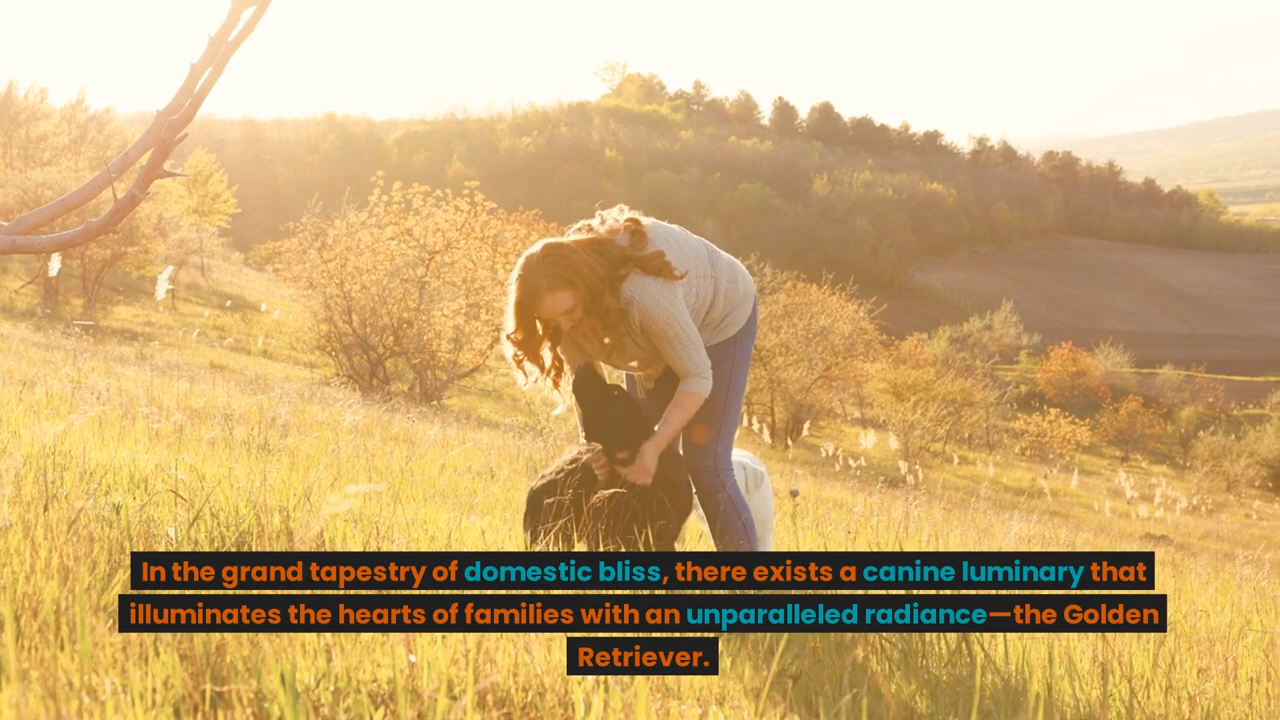 In the grand tapestry of domestic bliss, there exists a canine luminary that
illuminates the hearts of families with an unparalleled radiance—the Golden
Retriever.